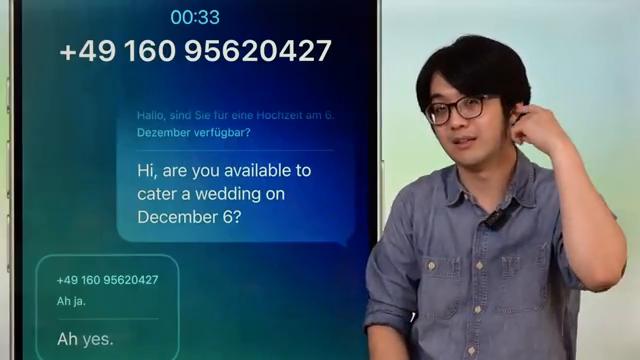 00:33
+49 160 95620427
Hallo, sind Sie für eine Hochzeit am 6.
Dezember verfügbar?
Hi, are you available to
cater a wedding on
December 6?
+49 160 95620427
Ah ja.
Ah yes.